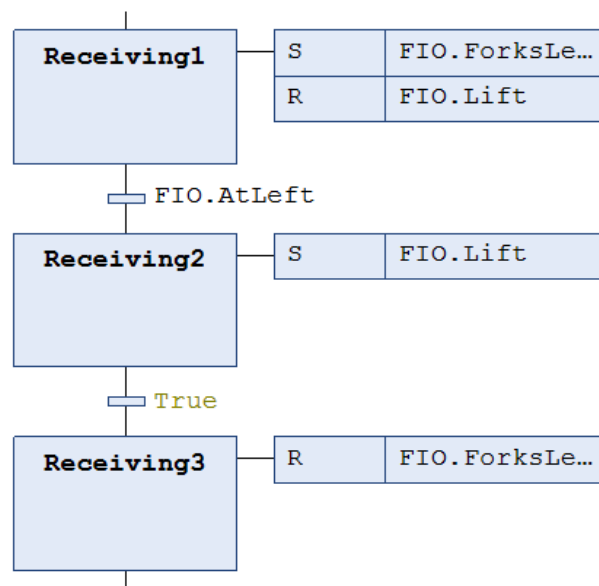 Receiving1 S FIO.ForksLe…
R FIO.Lift
FIO.AtLeft
Receiving2 S FIO.Lift
True
Receiving3 R FIO.ForksLe…